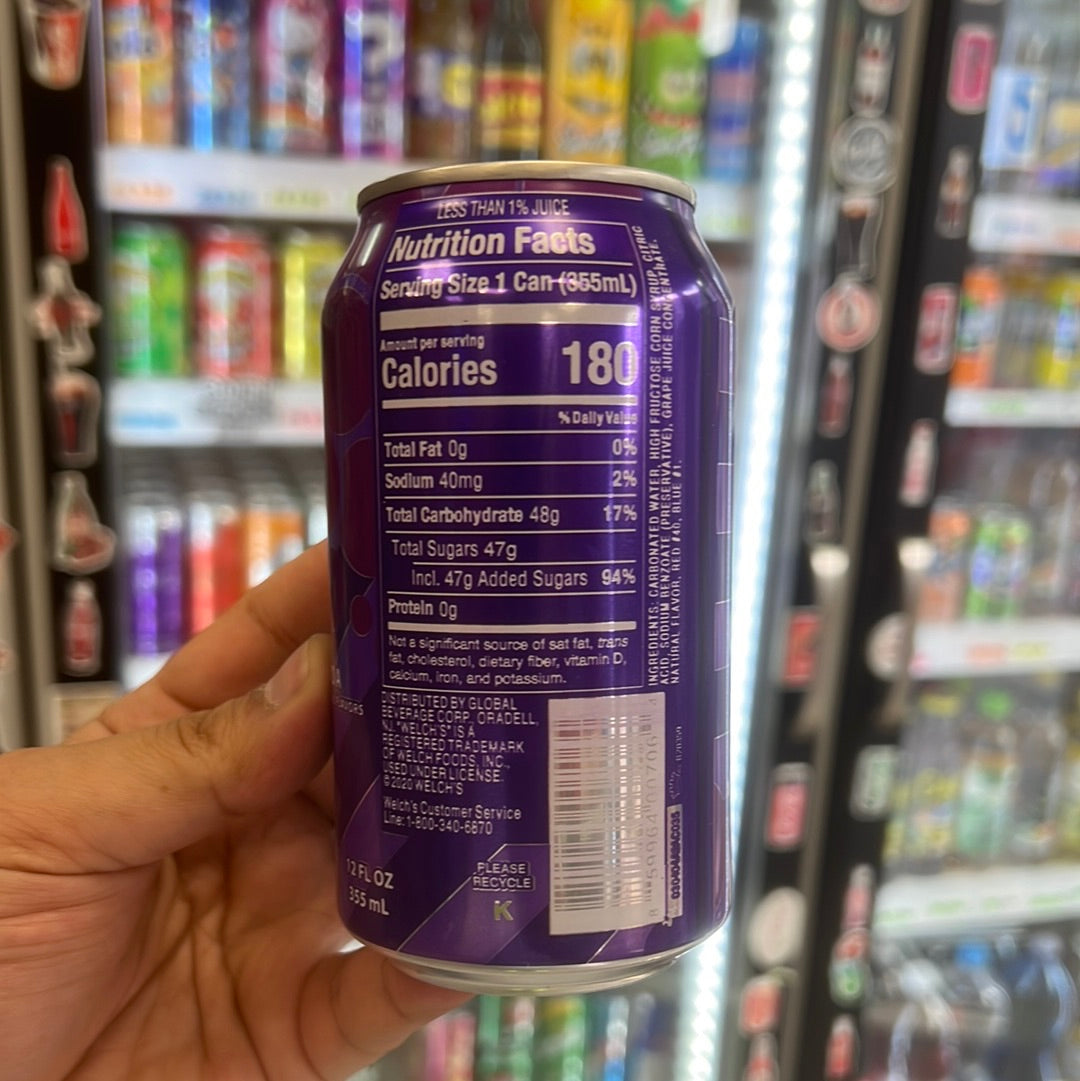 LESS THAN 1% JUICE
Nutrition Facts
Serving Size 1 Can (355mL)
Amount per serving
Calories 180
% Daily Value
Total Fat 0g 0%
Sodium 40mg 2%
Total Carbohydrate 48g 17%
Total Sugars 47g
Incl. 47g Added Sugars 94%
Protein 0g
Not a significant source of sat fat, trans
fat, cholesterol, dietary fiber, vitamin D,
calcium, iron, and potassium.
INGREDIENTS: CARBONATED WATER, HIGH FRUCTOSE CORN SYRUP, CITRIC
ACID, SODIUM BENZOATE (PRESERVATIVE), GRAPE JUICE CONCENTRATE,
NATURAL FLAVOR, RED #40, BLUE #1.
DISTRIBUTED BY GLOBAL
BEVERAGE CORP. ORADELL,
NJ. "WELCH'S" IS A
REGISTERED TRADEMARK
OF WELCH FOODS, INC.,
USED UNDER LICENSE.
© 2020 WELCH'S
Welch's Customer Service
Line: 1-800-340-6870
12 FL OZ
355 mL
PLEASE
RECYCLE
K